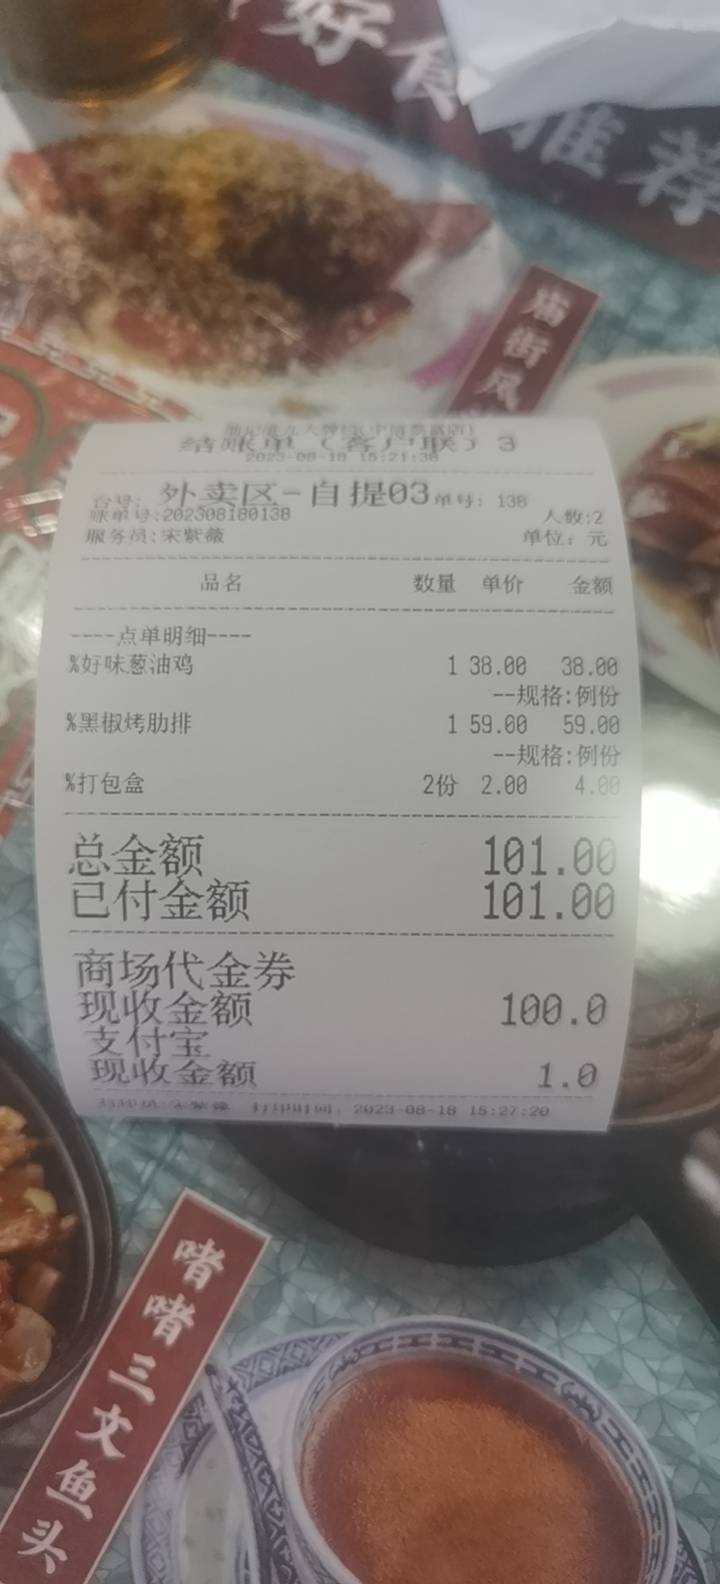 好食推荐
庙街风
结账单(客户联)3
2023-08-18 15:21:36
台号: 外卖区-自提03 单号: 138
账单号:202308180138 人数:2
服务员:宋紫薇 单位: 元
品名 数量 单价 金额
----点单明细----
%好味葱油鸡 1 38.00 38.00
--规格:例份
%黑椒烤肋排 1 59.00 59.00
--规格:例份
%打包盒 2份 2.00 4.00
总金额 101.00
已付金额 101.00
商场代金券
现收金额 100.0
支付宝
现收金额 1.0
宋紫薇 打印时间: 2023-08-18 15:27:20
啫啫三文鱼头